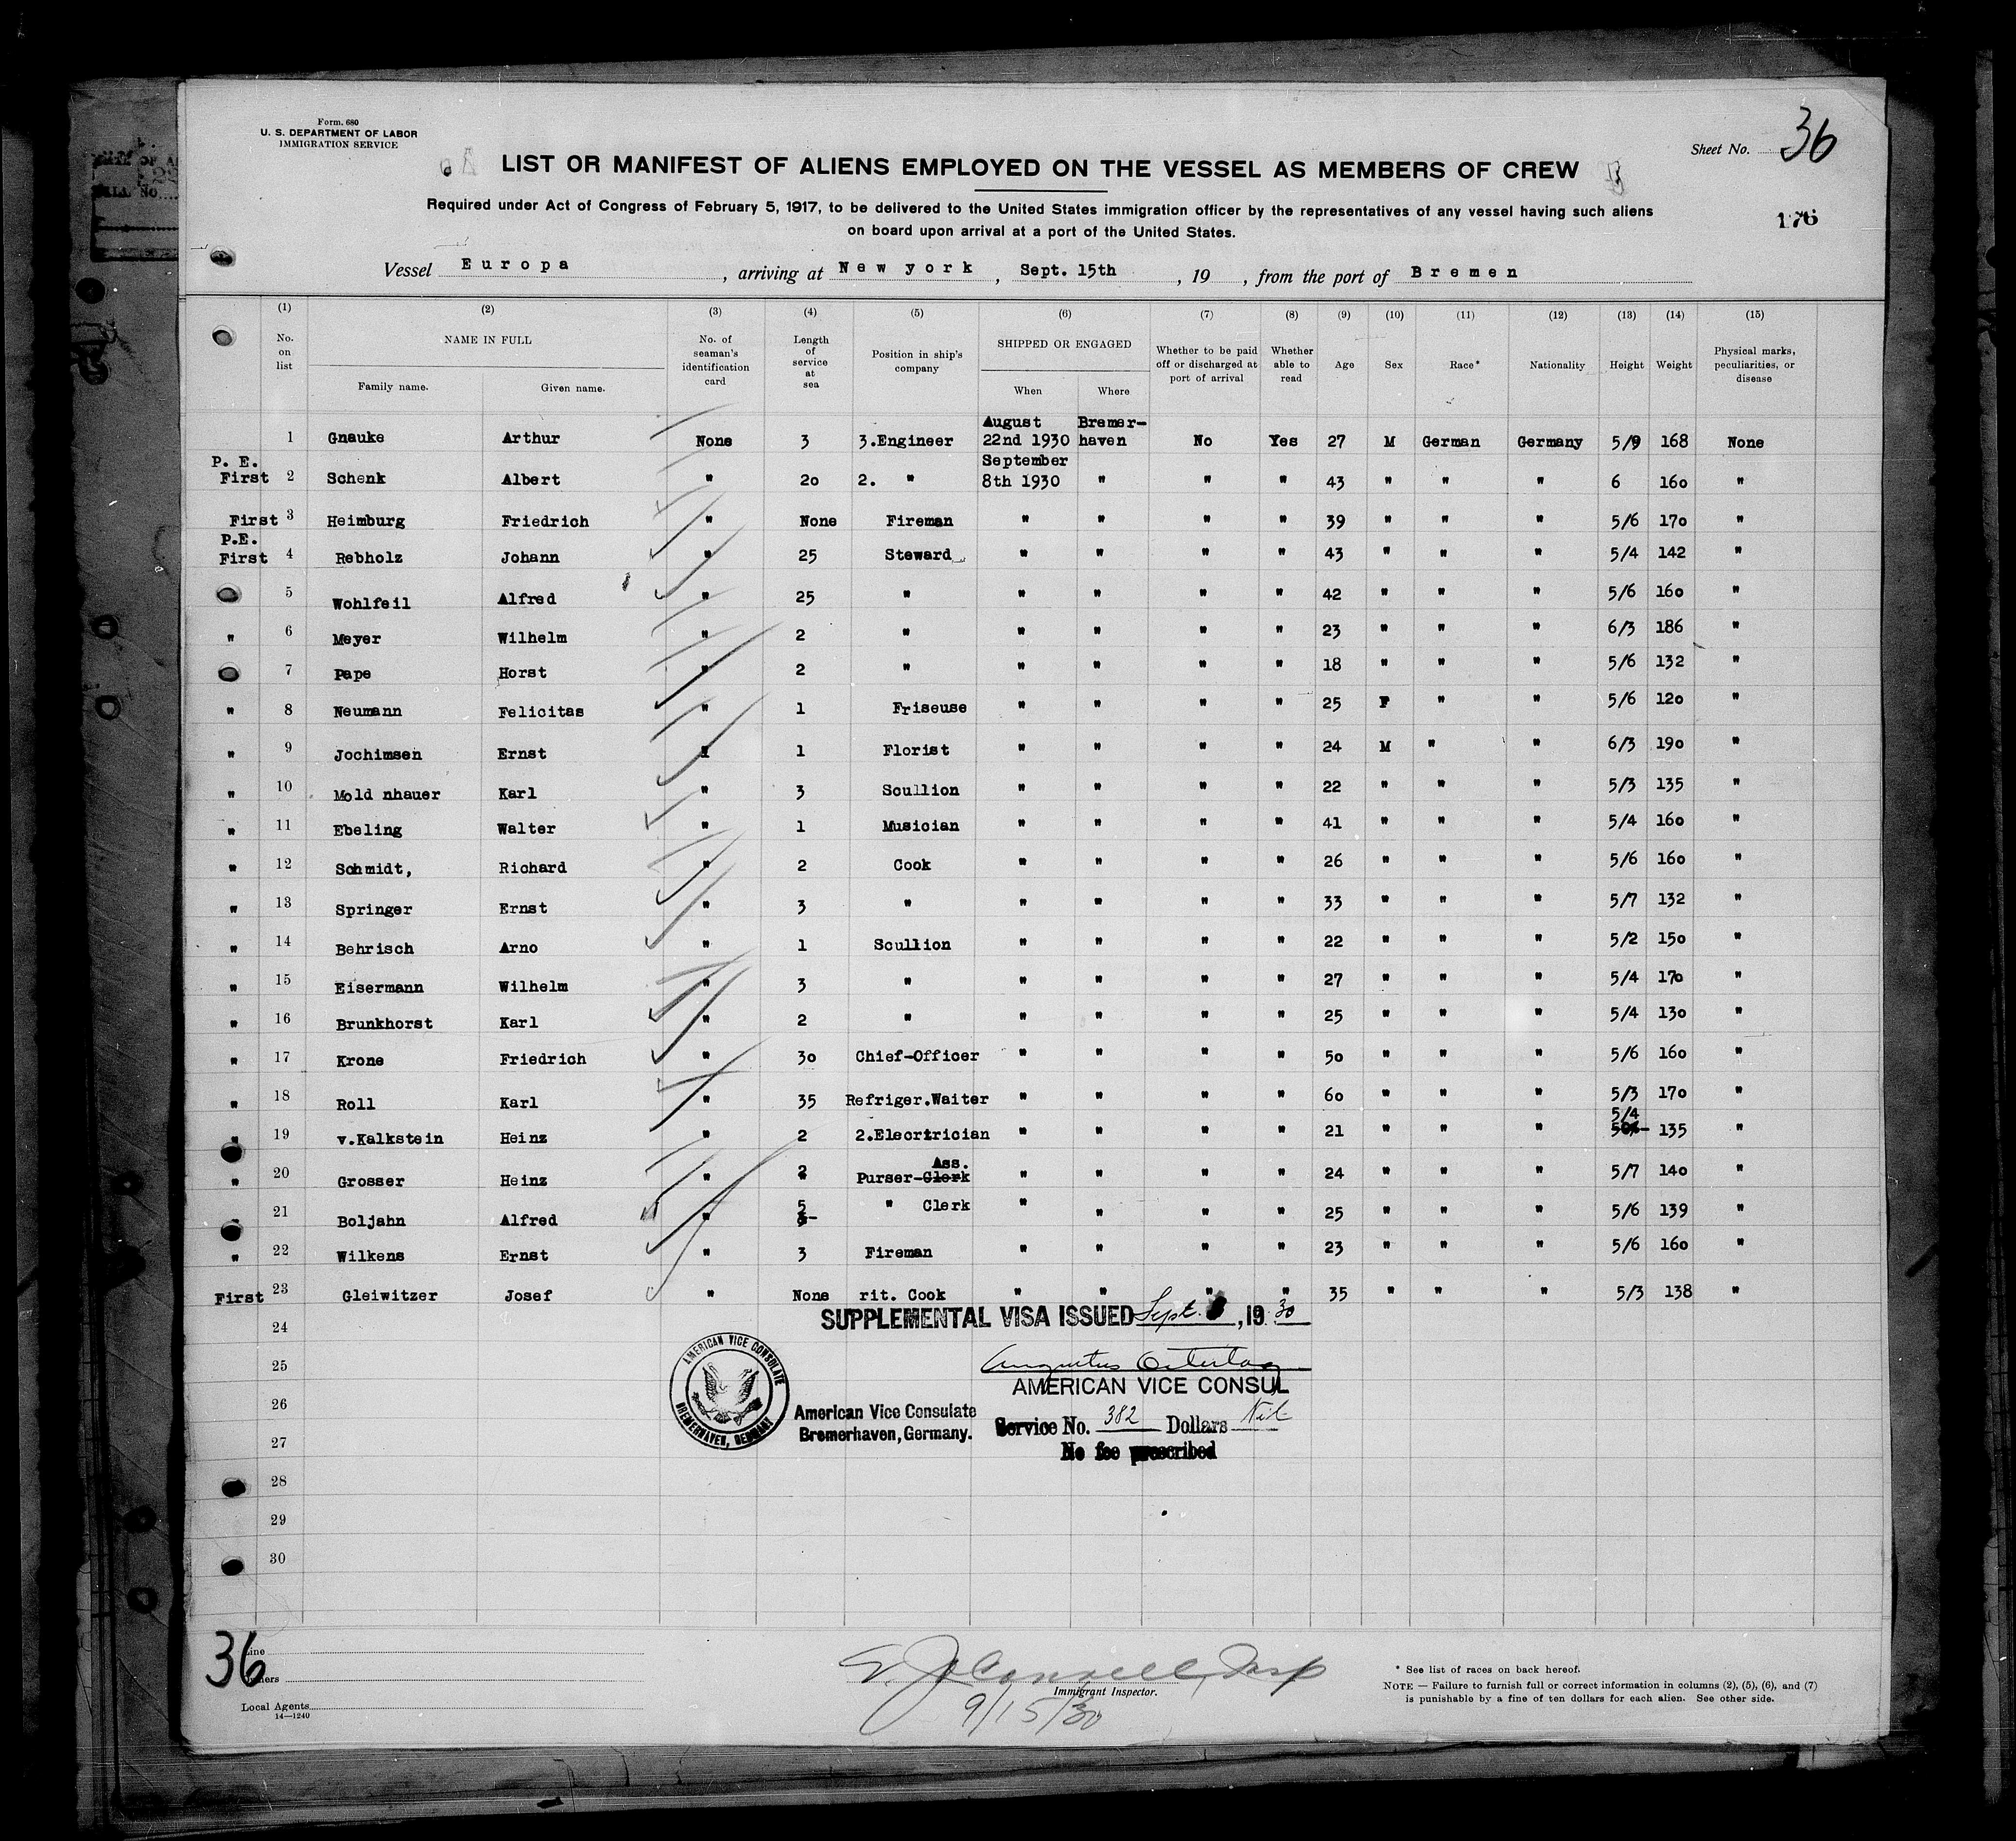 Form. 680
U. S. DEPARTMENT OF LABOR
IMMIGRATION SERVICE
Sheet No. 36
LIST OR MANIFEST OF ALIENS EMPLOYED ON THE VESSEL AS MEMBERS OF CREW
Required under Act of Congress of February 5, 1917, to be delivered to the United States immigration officer by the representatives of any vessel having such aliens
on board upon arrival at a port of the United States.
176
Vessel Europa, arriving at New york, Sept. 15th, 19 , from the port of Bremen
(1) (2) (3) (4) (5) (6) (7) (8) (9) (10) (11) (12) (13) (14) (15)
No. on list NAME IN FULL Family name. Given name. No. of seaman's identification card Length of service at sea Position in ship's company SHIPPED OR ENGAGED When Where Whether to be paid off or discharged at port of arrival Whether able to read Age Sex Race* Nationality Height Weight Physical marks, peculiarities, or disease
1 Gnauke Arthur None 3 3.Engineer August 22nd 1930 Bremer-haven No Yes 27 M German Germany 5/9 168 None
P. E. First 2 Schenk Albert " 20 2. " September 8th 1930 " " " 43 " " " 6 160 "
First 3 Heimburg Friedrich " None Fireman " " " " 39 " " " 5/6 170 "
P.E. First 4 Rebholz Johann " 25 Steward " " " " 43 " " " 5/4 142 "
5 Wohlfeil Alfred " 25 " " " " " 42 " " " 5/6 160 "
" 6 Meyer Wilhelm " 2 " " " " " 23 " " " 6/3 186 "
7 Pape Horst " 2 " " " " " 18 " " " 5/6 132 "
" 8 Neumann Felicitas " 1 Friseuse " " " " 25 F " " 5/6 120 "
" 9 Jochimsen Ernst 1 Florist " " " " 24 M " " 6/3 190 "
" 10 Mold nhauer Karl " 3 Scullion " " " " 22 " " " 5/3 135 "
" 11 Ebeling Walter " 1 Musician " " " " 41 " " " 5/4 160 "
" 12 Schmidt, Richard " 2 Cook " " " " 26 " " " 5/6 160 "
" 13 Springer Ernst " 3 " " " " " 33 " " " 5/7 132 "
" 14 Behrisch Arno " 1 Scullion " " " " 22 " " " 5/2 150 "
" 15 Eisermann Wilhelm " 3 " " " " " 27 " " " 5/4 170 "
" 16 Brunkhorst Karl " 2 " " " " " 25 " " " 5/4 130 "
" 17 Krone Friedrich " 30 Chief-Officer " " " " 50 " " " 5/6 160 "
" 18 Roll Karl " 35 Refriger.Waiter " " " " 60 " " " 5/3 170 "
" 19 v.Kalkstein Heinz " 2 2.Elecrtrician " " " " 21 " " " 5/4 135 "
" 20 Grosser Heinz " 2 Purser-Clerk Ass. " " " " 24 " " " 5/7 140 "
21 Boljahn Alfred " 5 " Clerk " " " " 25 " " " 5/6 139 "
" 22 Wilkens Ernst " 3 Fireman " " " " 23 " " " 5/6 160 "
First 23 Gleiwitzer Josef " None rit. Cook " " " " 35 " " " 5/3 138 "
24
SUPPLEMENTAL VISA ISSUED Sept. 8, 1930
25
AMERICAN VICE CONSULATE
BREMERHAVEN, GERMANY
AMERICAN VICE CONSUL
26
American Vice Consulate
Bremerhaven, Germany.
Service No. 382 Dollars Nil
No fee prescribed
27
28
29
30
36
Line
Owners
Local Agents
14—1240
Insp
Immigrant Inspector.
9/15/30
* See list of races on back hereof.
NOTE — Failure to furnish full or correct information in columns (2), (5), (6), and (7)
is punishable by a fine of ten dollars for each alien. See other side.